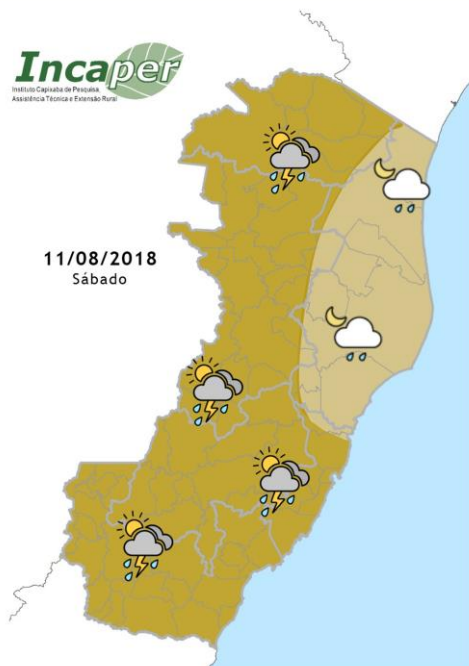 Incaper
Instituto Capixaba de Pesquisa,
Assistência Técnica e Extensão Rural
11/08/2018
Sábado